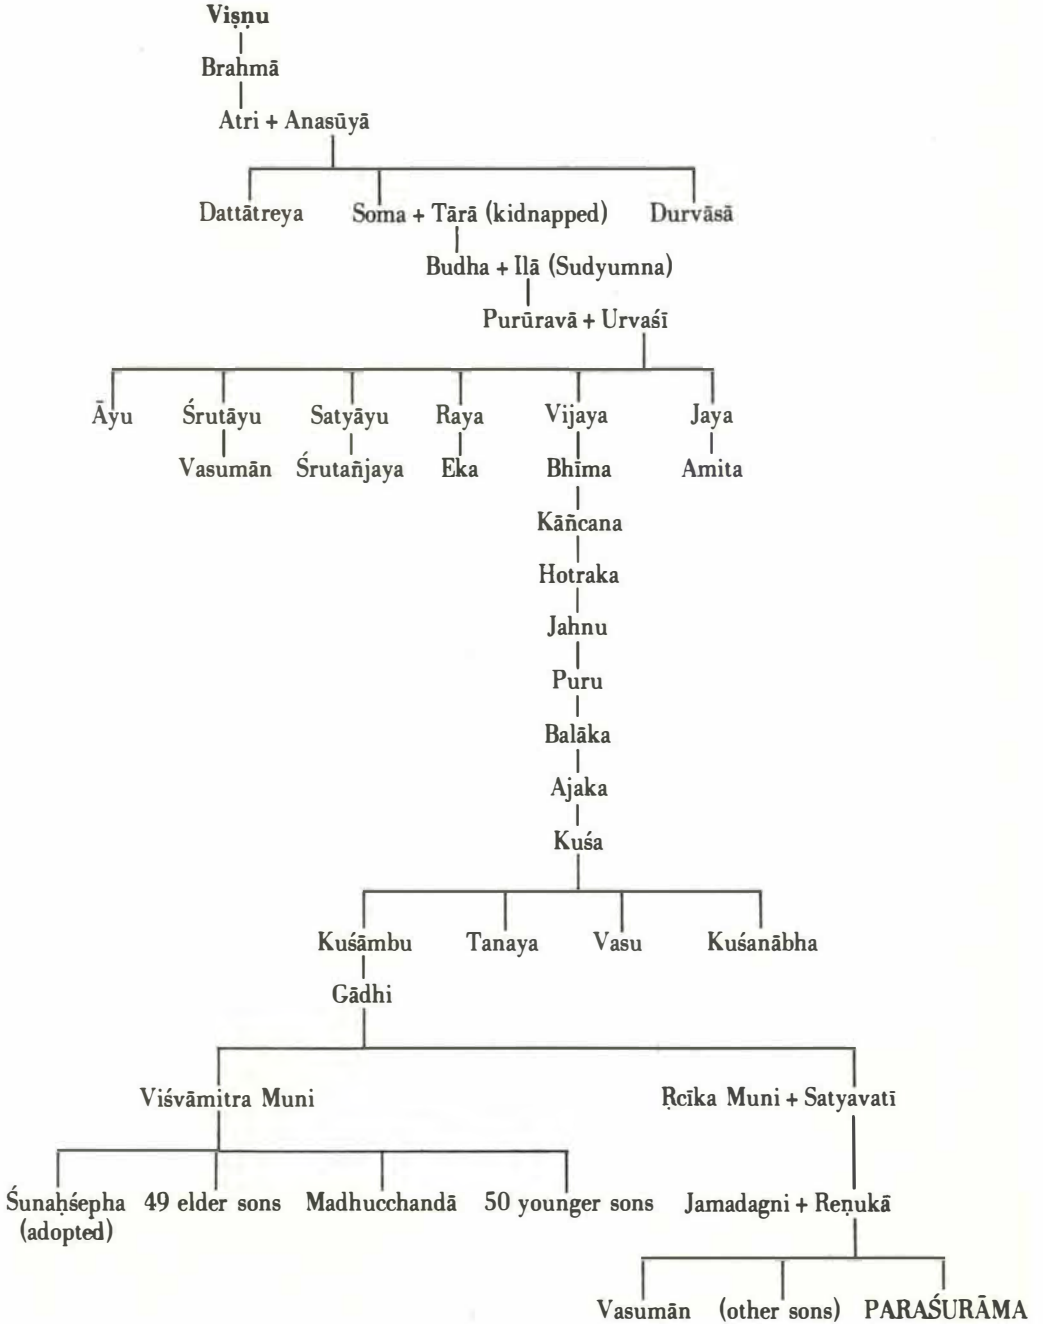 Viṣṇu
Brahmā
Atri + Anasūyā
Dattātreya Soma + Tārā (kidnapped) Durvāsā
Budha + Ilā (Sudyumna)
Purūravā + Urvaśī
Āyu Śrutāyu Satyāyu Raya Vijaya Jaya
Vasumān Śrutañjaya Eka Bhīma Amita
Kāñcana
Hotraka
Jahnu
Puru
Balāka
Ajaka
Kuśa
Kuśāmbu Tanaya Vasu Kuśanābha
Gādhi
Viśvāmitra Muni Ṛcīka Muni + Satyavatī
Śunaḥśepha 49 elder sons Madhucchandā 50 younger sons Jamadagni + Reṇukā
(adopted)
Vasumān (other sons) PARAŚURĀMA